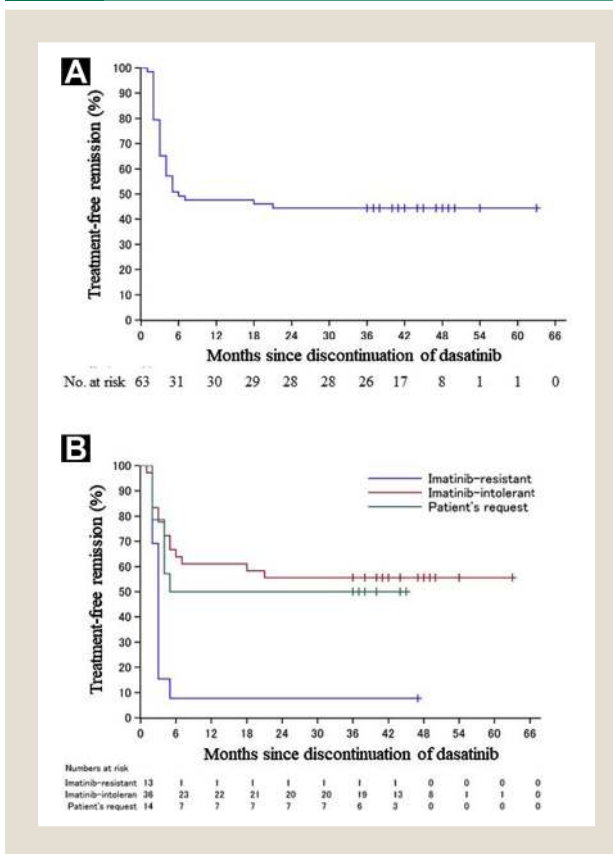 A
Treatment-free remission (%)
100
90
80
70
60
50
40
30
20
10
0
0 6 12 18 24 30 36 42 48 54 60 66
Months since discontinuation of dasatinib
No. at risk 63 31 30 29 28 28 26 17 8 1 1 0
B
Treatment-free remission (%)
100
90
80
70
60
50
40
30
20
10
0
Imatinib-resistant
Imatinib-intolerant
Patient's request
0 6 12 18 24 30 36 42 48 54 60 66
Months since discontinuation of dasatinib
Numbers at risk
Imatinib-resistant 13 1 1 1 1 1 1 1 0 0 0 0
Imatinib-intoleran 36 23 22 21 20 20 19 13 8 1 1 0
Patient's request 14 7 7 7 7 7 6 3 0 0 0 0